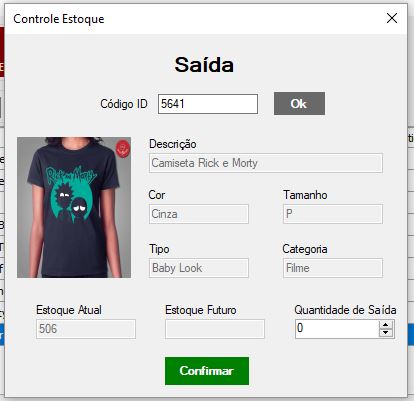 Controle Estoque
Saída
Código ID 5641 Ok
Descrição
Camiseta Rick e Morty
Cor Tamanho
Cinza P
Tipo Categoria
Baby Look Filme
Estoque Atual Estoque Futuro Quantidade de Saída
506 0
Confirmar
Rick and Morty